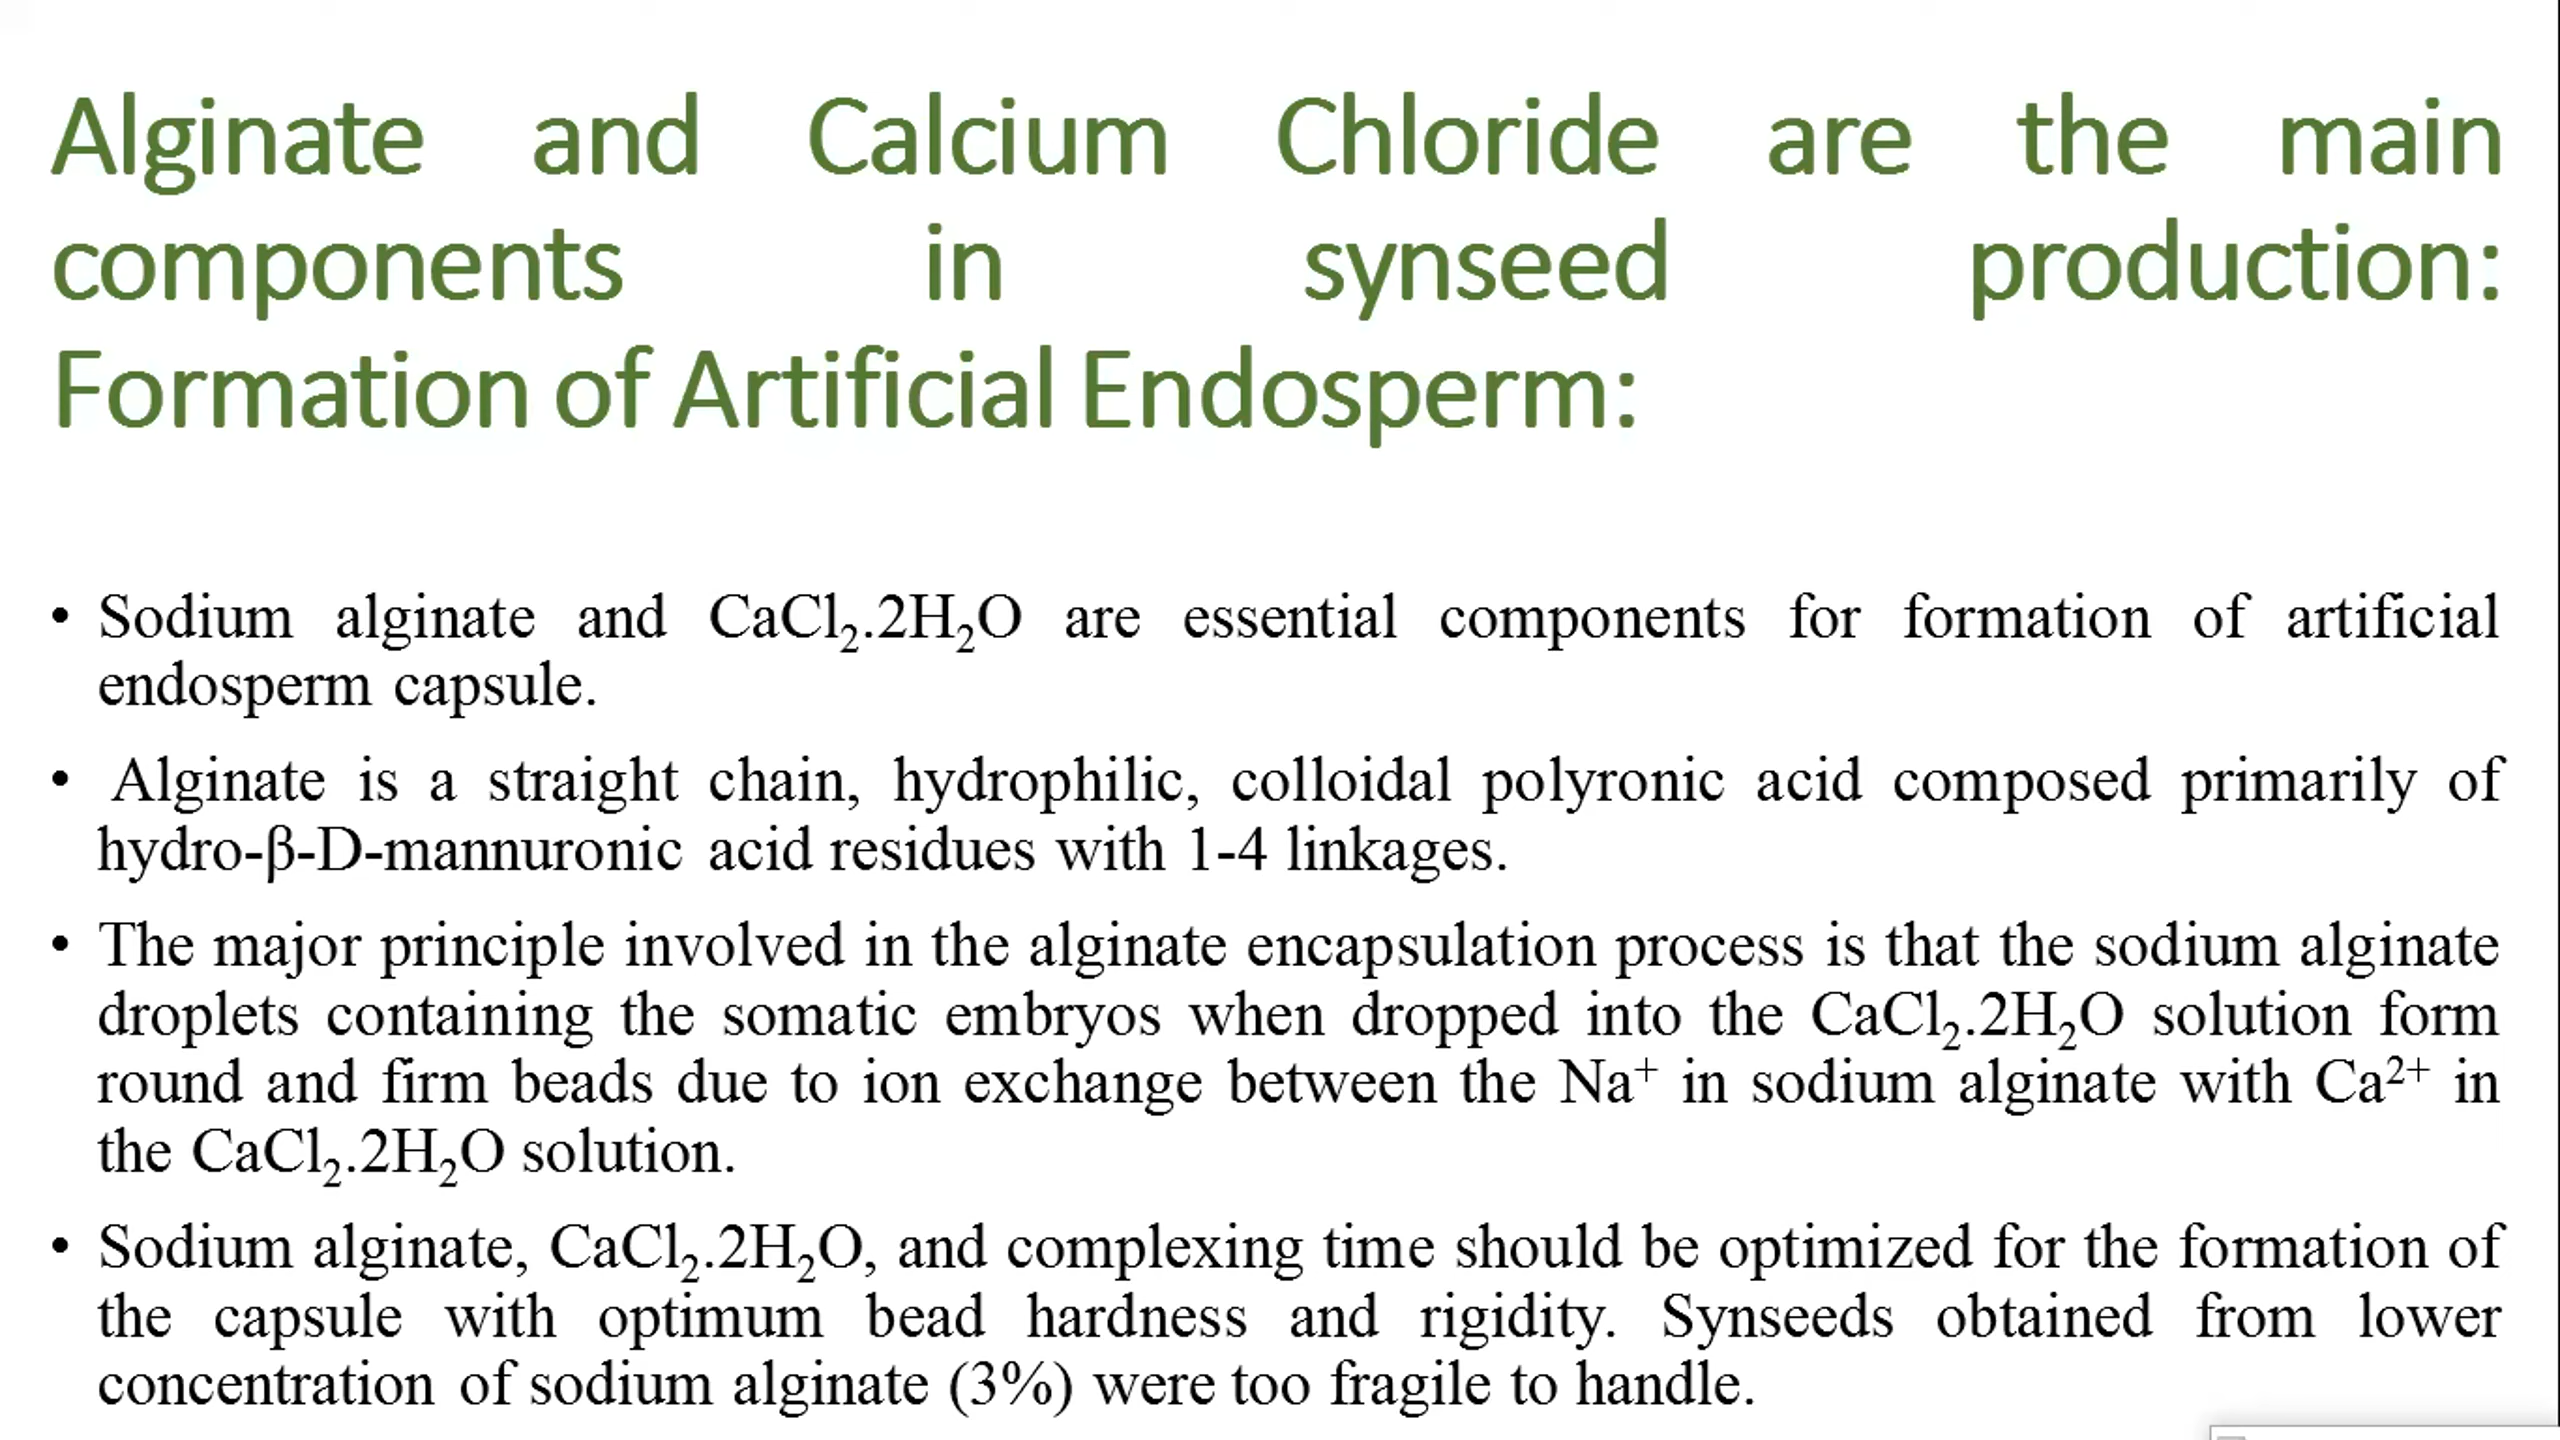 Alginate and Calcium Chloride are the main
components in synseed production:
Formation of Artificial Endosperm:
• Sodium alginate and CaCl₂.2H₂O are essential components for formation of artificial
endosperm capsule.
• Alginate is a straight chain, hydrophilic, colloidal polyronic acid composed primarily of
hydro-β-D-mannuronic acid residues with 1-4 linkages.
• The major principle involved in the alginate encapsulation process is that the sodium alginate
droplets containing the somatic embryos when dropped into the CaCl₂.2H₂O solution form
round and firm beads due to ion exchange between the Na⁺ in sodium alginate with Ca²⁺ in
the CaCl₂.2H₂O solution.
• Sodium alginate, CaCl₂.2H₂O, and complexing time should be optimized for the formation of
the capsule with optimum bead hardness and rigidity. Synseeds obtained from lower
concentration of sodium alginate (3%) were too fragile to handle.